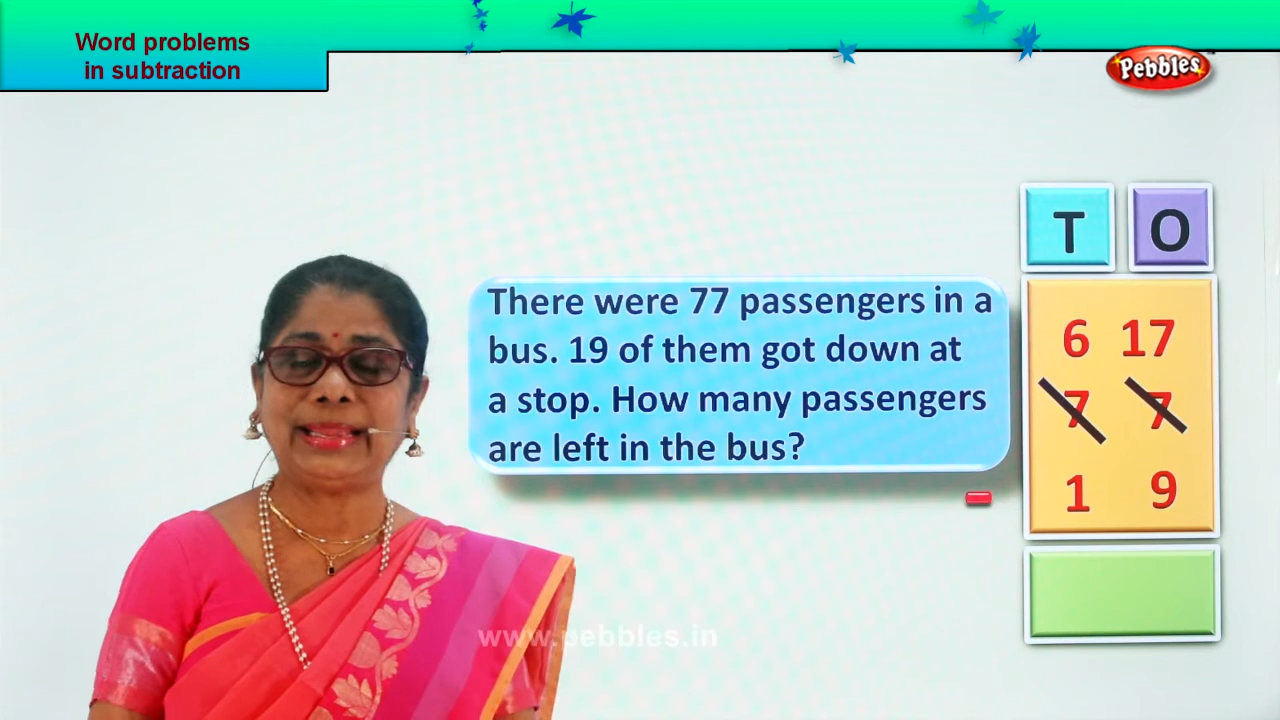 Word problems
in subtraction
Pebbles
T O
There were 77 passengers in a
bus. 19 of them got down at
a stop. How many passengers
are left in the bus?
6 17
7 7
- 1 9
www.pebbles.in